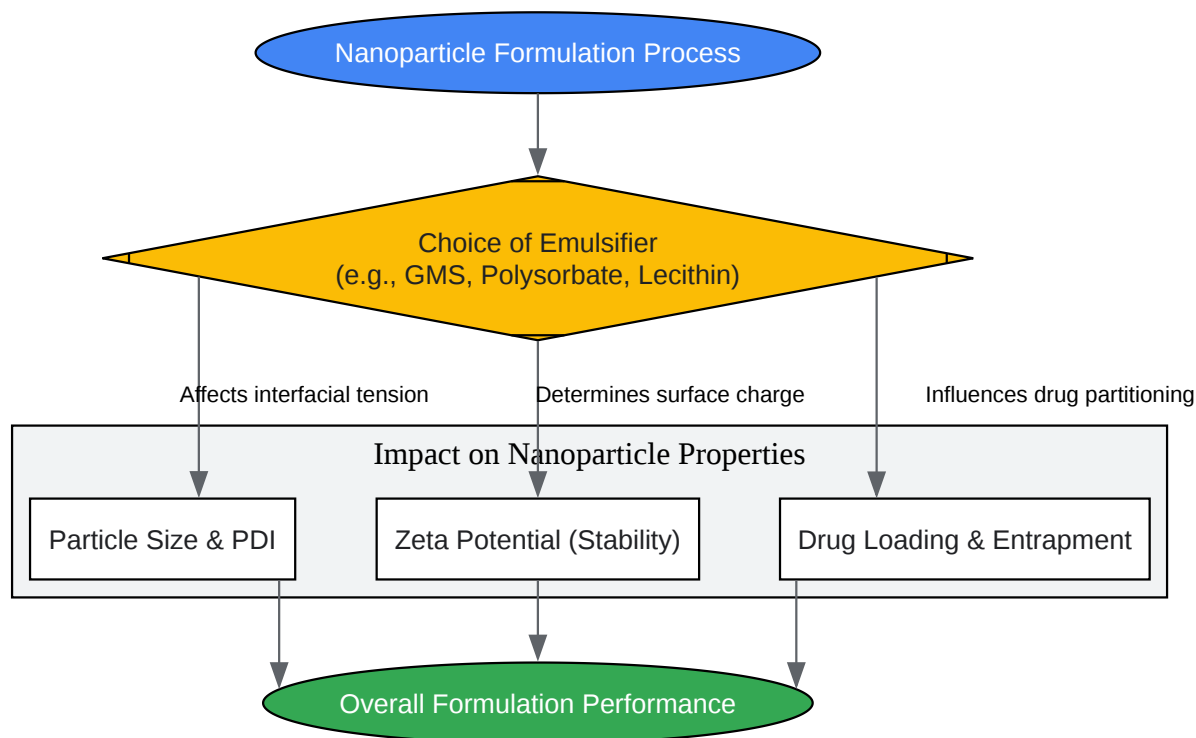 Nanoparticle Formulation Process
Choice of Emulsifier
(e.g., GMS, Polysorbate, Lecithin)
Affects interfacial tension
Determines surface charge
Influences drug partitioning
Impact on Nanoparticle Properties
Particle Size & PDI
Zeta Potential (Stability)
Drug Loading & Entrapment
Overall Formulation Performance